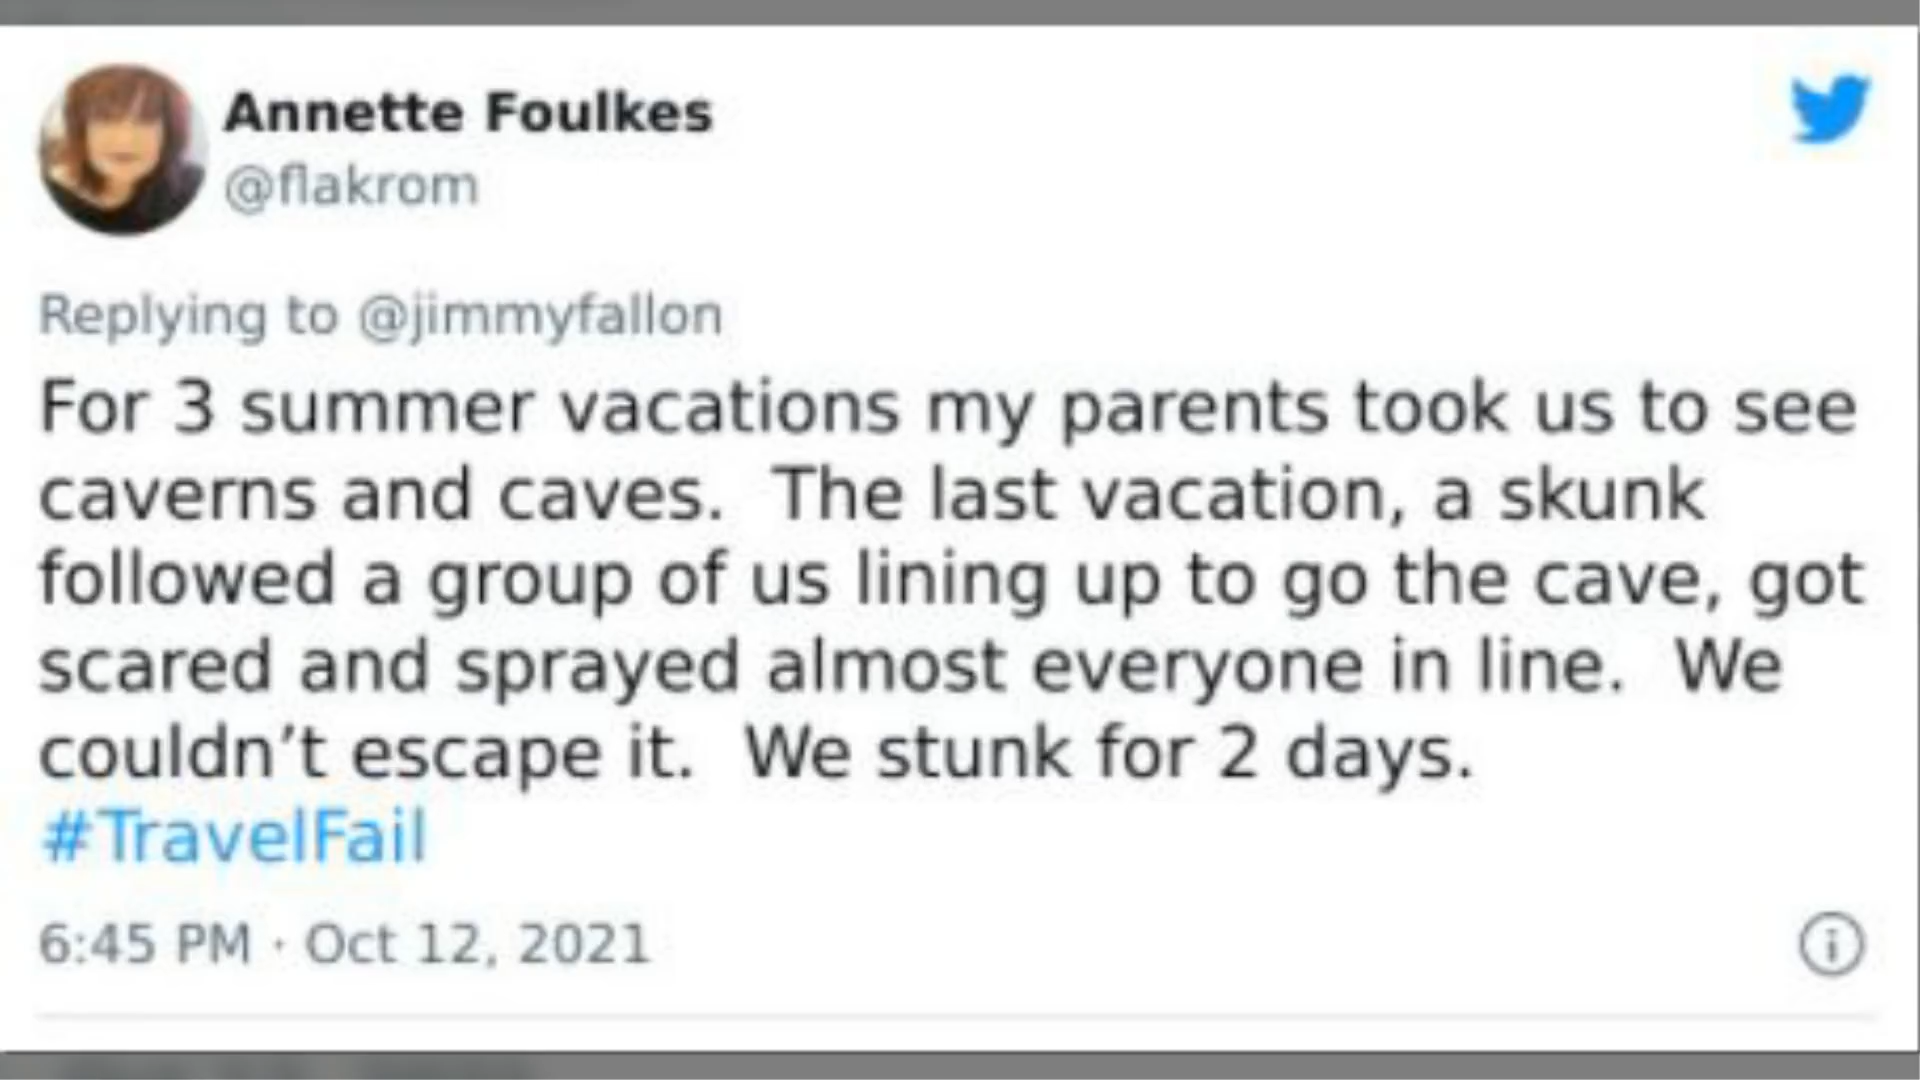 Annette Foulkes
@flakrom
Replying to @jimmyfallon
For 3 summer vacations my parents took us to see
caverns and caves.  The last vacation, a skunk
followed a group of us lining up to go the cave, got
scared and sprayed almost everyone in line.  We
couldn’t escape it.  We stunk for 2 days.
#TravelFail
6:45 PM · Oct 12, 2021